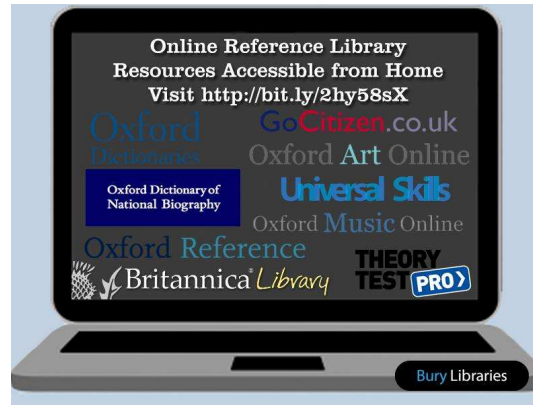 Online Reference Library
Resources Accessible from Home
Visit http://bit.ly/2hy58sX
Oxford
Dictionaries
GoCitizen.co.uk
Oxford Art Online
Oxford Dictionary of
National Biography
Universal Skills
Oxford Music Online
Oxford Reference
Britannica® Library
THEORY
TEST PRO
Bury Libraries